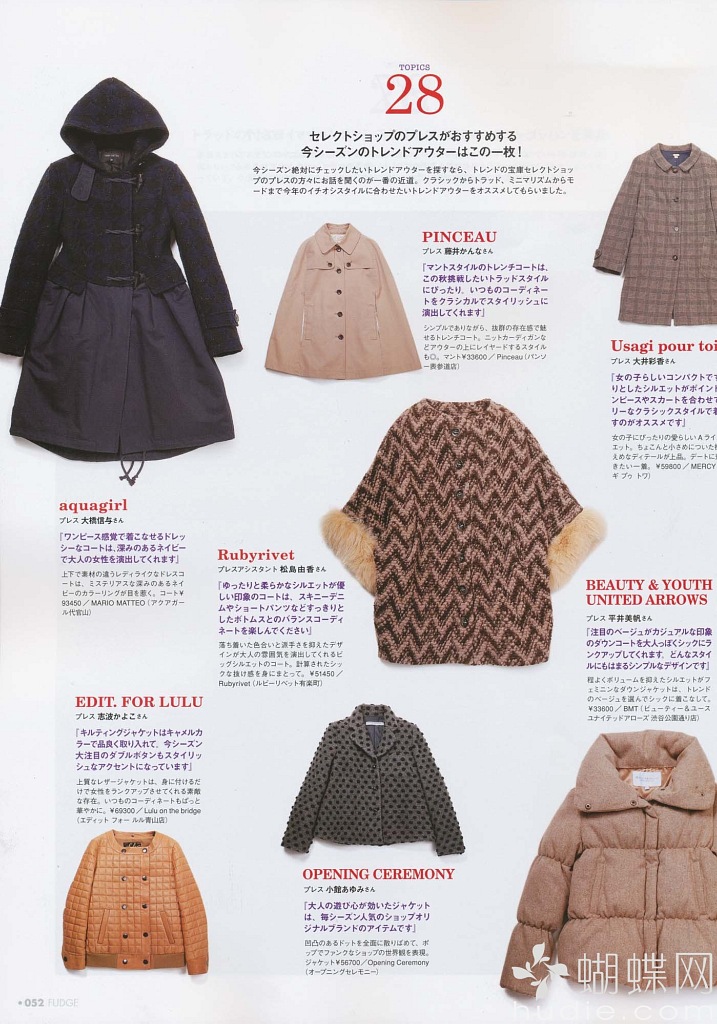 TOPICS
28
セレクトショップのプレスがおすすめする
今シーズンのトレンドアウターはこの一枚！
今シーズン絶対にチェックしたいトレンドアウターを探すなら、トレンドの宝庫セレクトショッ
プのプレスの方々にお話を聞くのが一番の近道。クラシックからトラッド、ミニマリズムからモ
ードまで今年のイチオシスタイルに合わせたいトレンドアウターをオススメしてもらいました。
PINCEAU
プレス 藤井かんなさん
『マントスタイルのトレンチコートは、
この秋挑戦したいトラッドスタイル
にぴったり。いつものコーディネー
トをクラシカルでスタイリッシュに
演出してくれます』
シンプルでありながら、抜群の存在感で魅
せるトレンチコート。ニットカーディガンな
どアウターの上にレイヤードするスタイル
も◎。マント¥33600／Pinceau（パンソ
ー表参道店）
Usagi pour toi
プレス 大井彩香さん
『女の子らしいコンパクトです
りとしたシルエットがポイント
ンピースやスカートを合わせて
リーなクラシックスタイルで着
すのがオススメです』
女の子にぴったりの愛らしいAライ
エット。ちょこんと小さめについた襟
えめなディテールが上品。デートに着
きたい一着。¥59800／MERCY
ギ プゥ トワ）
aquagirl
プレス 大橋信与さん
『ワンピース感覚で着こなせるドレッ
シーなコートは、深みのあるネイビー
で大人の女性を演出してくれます』
上下で素材の違うレディライクなドレスコ
ートは、ミステリアスな深みのあるネイ
ビーのカラーリングが目を惹く。コート¥
93450／MARIO MATTEO（アクアガー
ル代官山）
Rubyrivet
プレスアシスタント 松島由香さん
『ゆったりと柔らかなシルエットが優
しい印象のコートは、スキニーデニ
ムやショートパンツなどすっきりと
したボトムスとのバランスコーディ
ネートを楽しんでください』
落ち着いた色合いと派手さを抑えたデザ
インが大人の雰囲気を演出してくれるビ
ッグシルエットのコート。計算されたシッ
クな抜け感を身にまとって。¥51450／
Rubyrivet（ルビーリベット有楽町）
BEAUTY & YOUTH
UNITED ARROWS
プレス 平井美帆さん
『注目のベージュがカジュアルな印象
のダウンコートを大人っぽくシックにラ
ンクアップしてくれます。どんなスタイ
ルにもはまるシンプルなデザインです』
程よくボリュームを抑えたシルエットがフ
ェミニンなダウンジャケットは、トレンド
のベージュを選んでシックに着こなして。
¥33600／BMT（ビューティー＆ユース
ユナイテッドアローズ 渋谷公園通り店）
EDIT. FOR LULU
プレス 志波かよこさん
『キルティングジャケットはキャメルカ
ラーで品良く取り入れて。今シーズン
大注目のダブルボタンもスタイリッ
シュなアクセントになっています』
上質なレザージャケットは、身に付けるだ
けで女性をランクアップさせてくれる素敵
な存在。いつものコーディネートもぱっと
華やかに。¥69300／Lulu on the bridge
（エディット フォー ルル青山店）
OPENING CEREMONY
プレス 小館あゆみさん
『大人の遊び心が効いたジャケット
は、毎シーズン人気のショップオリ
ジナルブランドのアイテムです』
凹凸のあるドットを全面に散りばめて、ポ
ップでファンクなショップの世界観を表現。
ジャケット¥56700／Opening Ceremony
（オープニングセレモニー）
052 FUDGE
蝴蝶网
hudie.com